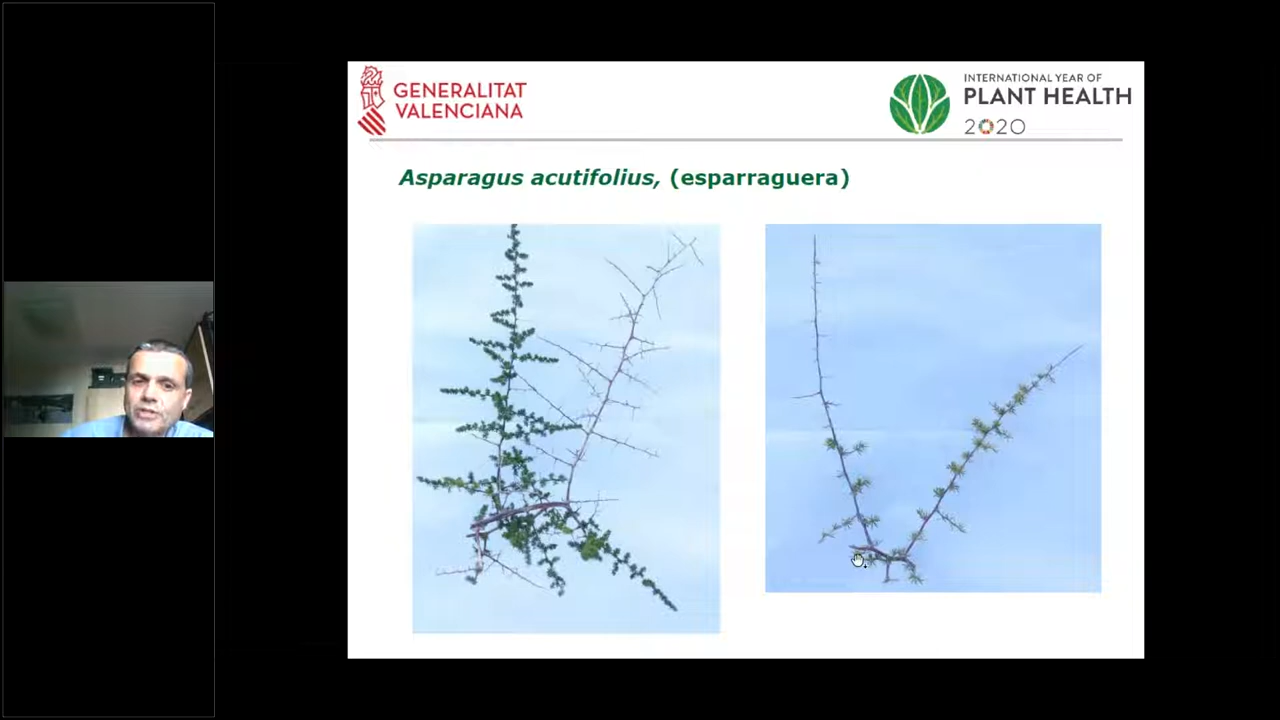 GENERALITAT
VALENCIANA
INTERNATIONAL YEAR OF
PLANT HEALTH
2020
Asparagus acutifolius, (esparraguera)